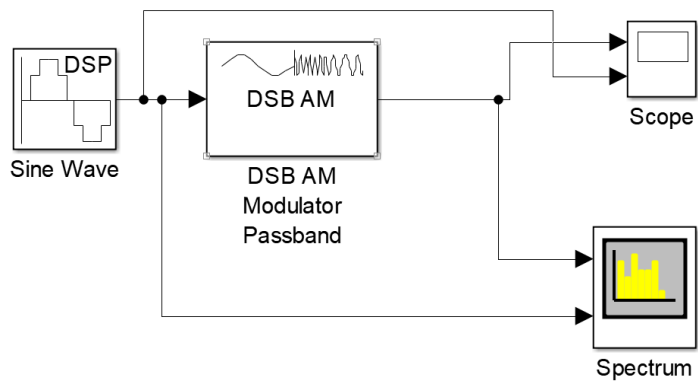 DSP
Sine Wave
DSB AM
DSB AM
Modulator
Passband
Scope
Spectrum